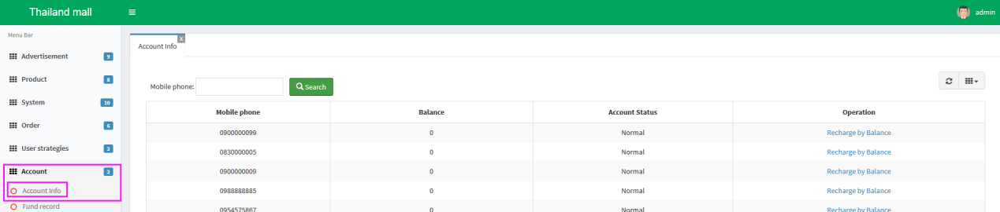 Thailand mall
admin
Menu Bar
Advertisement 9
Product 8
System 10
Order 6
User strategies 2
Account 2
Account Info
Fund record
Account Info x
Mobile phone: Search
Mobile phone Balance Account Status Operation
0900000099 0 Normal Recharge by Balance
0830000005 0 Normal Recharge by Balance
0900000009 0 Normal Recharge by Balance
0988888885 0 Normal Recharge by Balance
0954575867 0 Normal Recharge by Balance